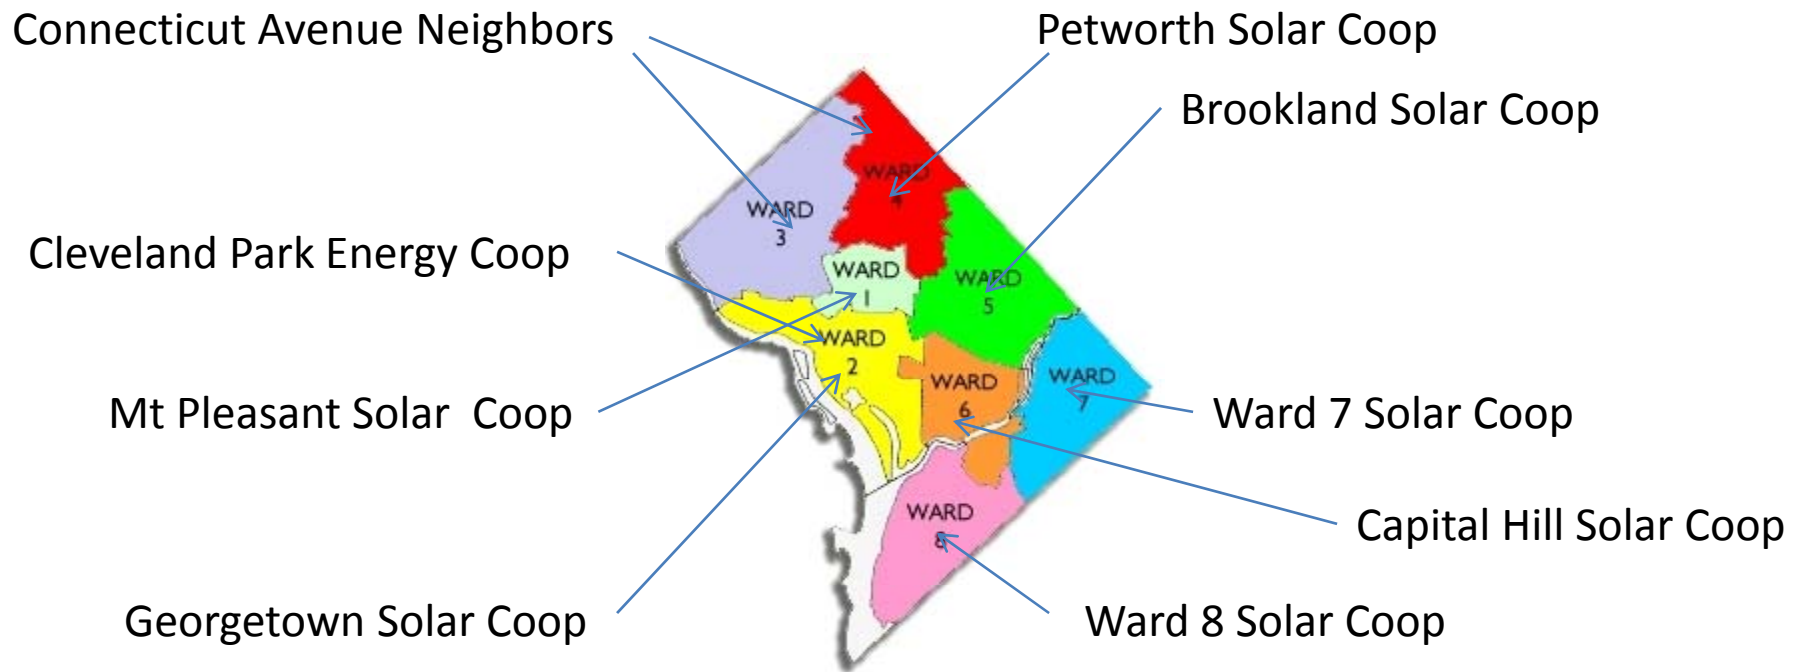 Connecticut Avenue Neighbors
Petworth Solar Coop
Brookland Solar Coop
WARD
4
WARD
3
Cleveland Park Energy Coop
WARD
1
WARD
5
WARD
2
WARD
6
WARD
7
Mt Pleasant Solar  Coop
Ward 7 Solar Coop
WARD
8
Capital Hill Solar Coop
Georgetown Solar Coop
Ward 8 Solar Coop